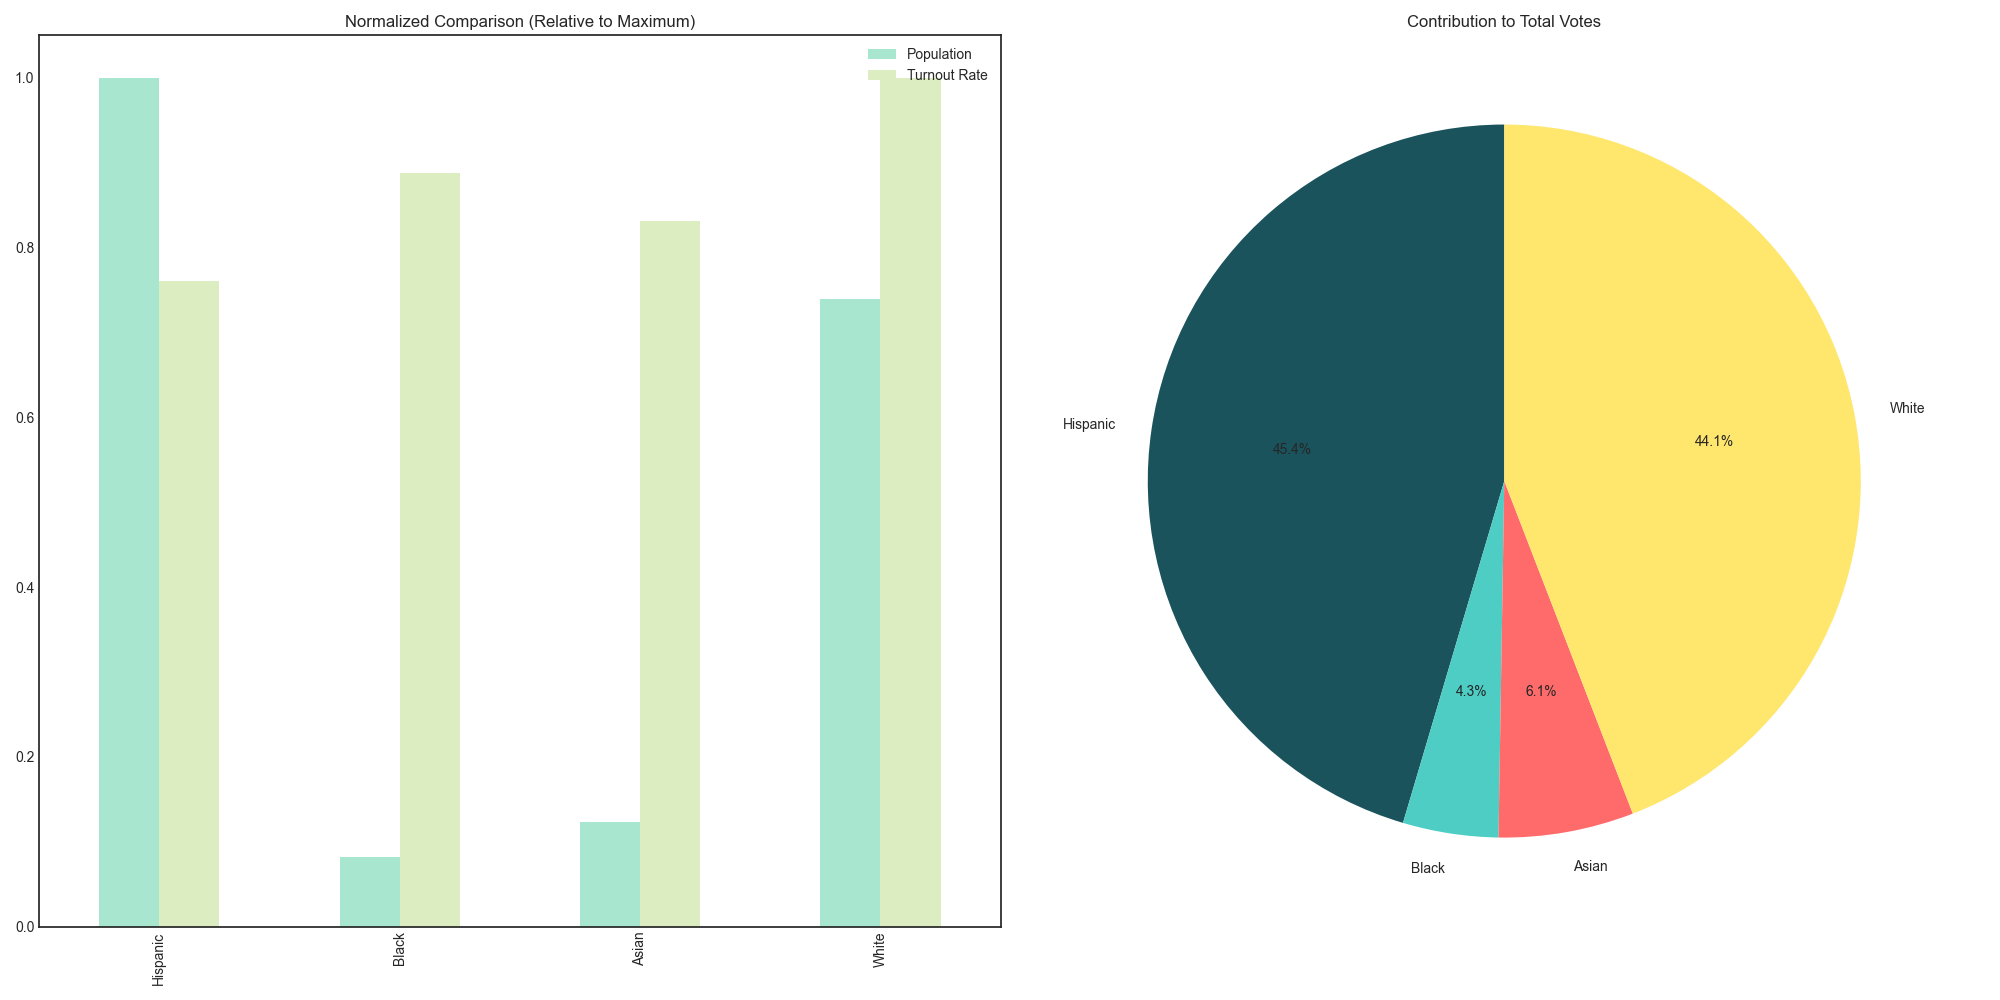 Normalized Comparison (Relative to Maximum)
Population
Turnout Rate
1.0
0.8
0.6
0.4
0.2
0.0
Hispanic
Black
Asian
White
Contribution to Total Votes
Hispanic
45.4%
Black
4.3%
Asian
6.1%
White
44.1%